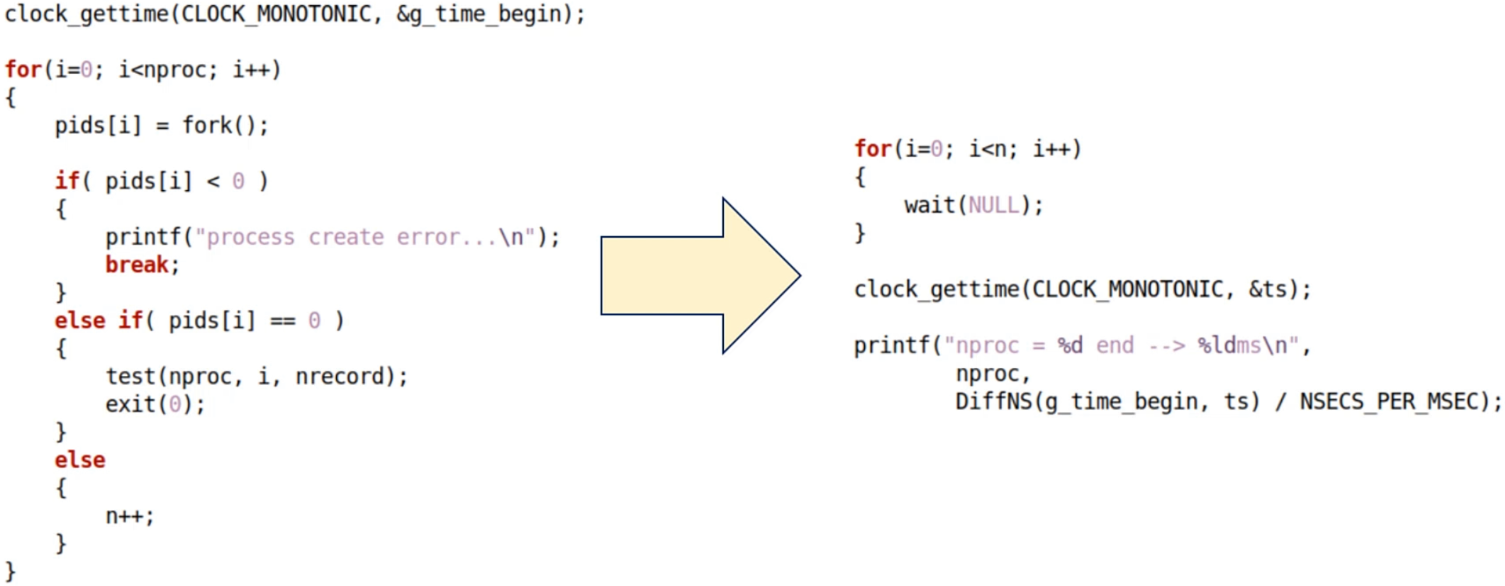 clock_gettime(CLOCK_MONOTONIC, &g_time_begin);

for(i=0; i<nproc; i++)
{
    pids[i] = fork();

    if( pids[i] < 0 )
    {
        printf("process create error...\n");
        break;
    }
    else if( pids[i] == 0 )
    {
        test(nproc, i, nrecord);
        exit(0);
    }
    else
    {
        n++;
    }
}

for(i=0; i<n; i++)
{
    wait(NULL);
}

clock_gettime(CLOCK_MONOTONIC, &ts);

printf("nproc = %d end --> %ldms\n",
        nproc,
        DiffNS(g_time_begin, ts) / NSECS_PER_MSEC);